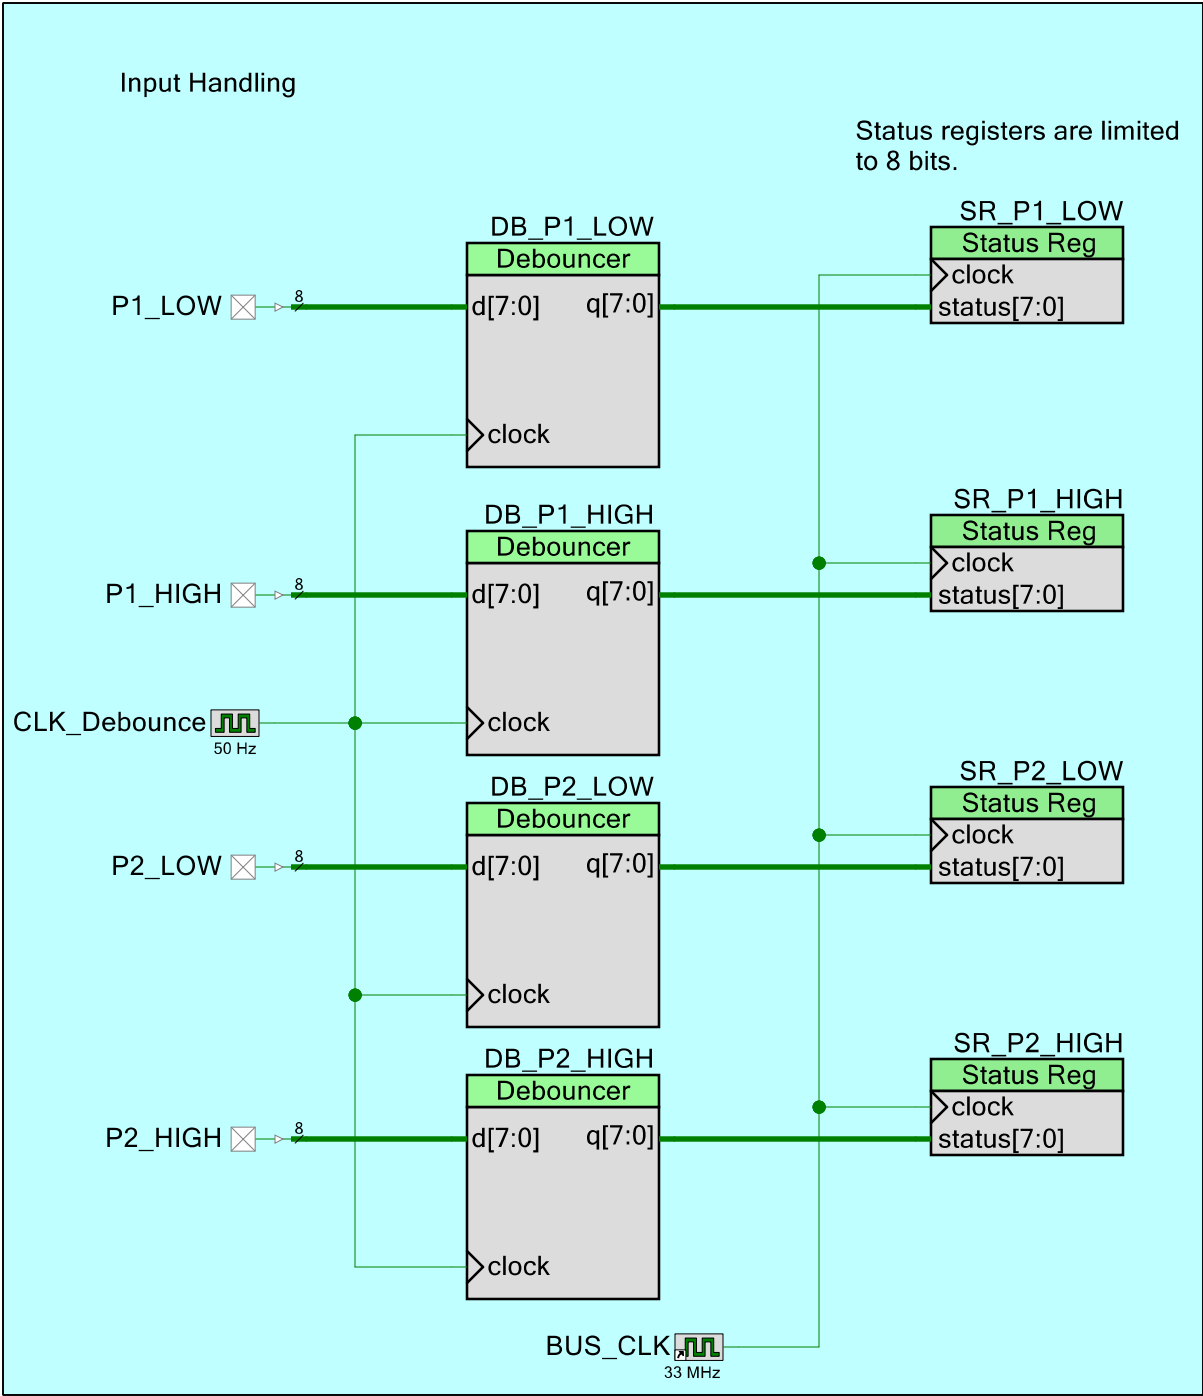 Input Handling
Status registers are limited
to 8 bits.
DB_P1_LOW
Debouncer
P1_LOW
8
d[7:0]
q[7:0]
clock
SR_P1_LOW
Status Reg
clock
status[7:0]
DB_P1_HIGH
Debouncer
P1_HIGH
8
d[7:0]
q[7:0]
clock
SR_P1_HIGH
Status Reg
clock
status[7:0]
CLK_Debounce
50 Hz
DB_P2_LOW
Debouncer
P2_LOW
8
d[7:0]
q[7:0]
clock
SR_P2_LOW
Status Reg
clock
status[7:0]
DB_P2_HIGH
Debouncer
P2_HIGH
8
d[7:0]
q[7:0]
clock
SR_P2_HIGH
Status Reg
clock
status[7:0]
BUS_CLK
33 MHz